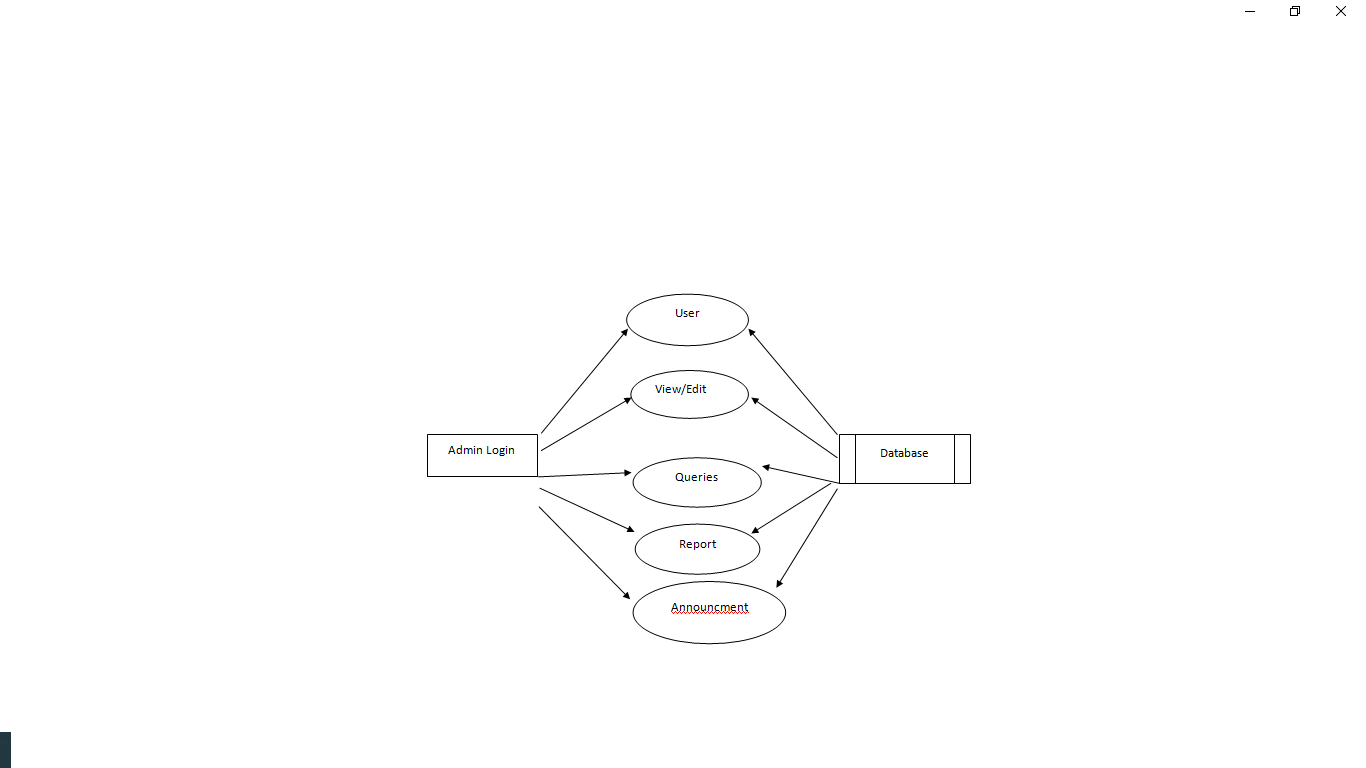 User
View/Edit
Admin Login
Database
Queries
Report
Announcment